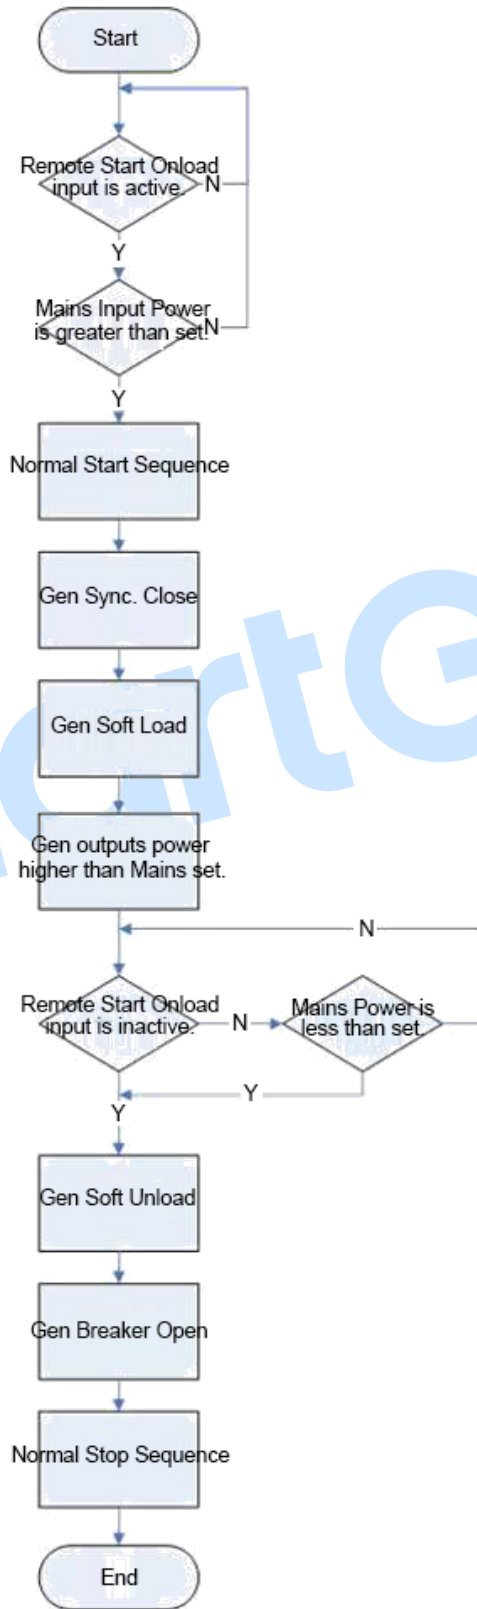 Start
Remote Start Onload
input is active.
N
Y
Mains Input Power
is greater than set.
N
Y
Normal Start Sequence
Gen Sync. Close
Gen Soft Load
Gen outputs power
higher than Mains set.
N
Remote Start Onload
input is inactive.
N
Mains Power is
less than set.
Y
Y
Gen Soft Unload
Gen Breaker Open
Normal Stop Sequence
End